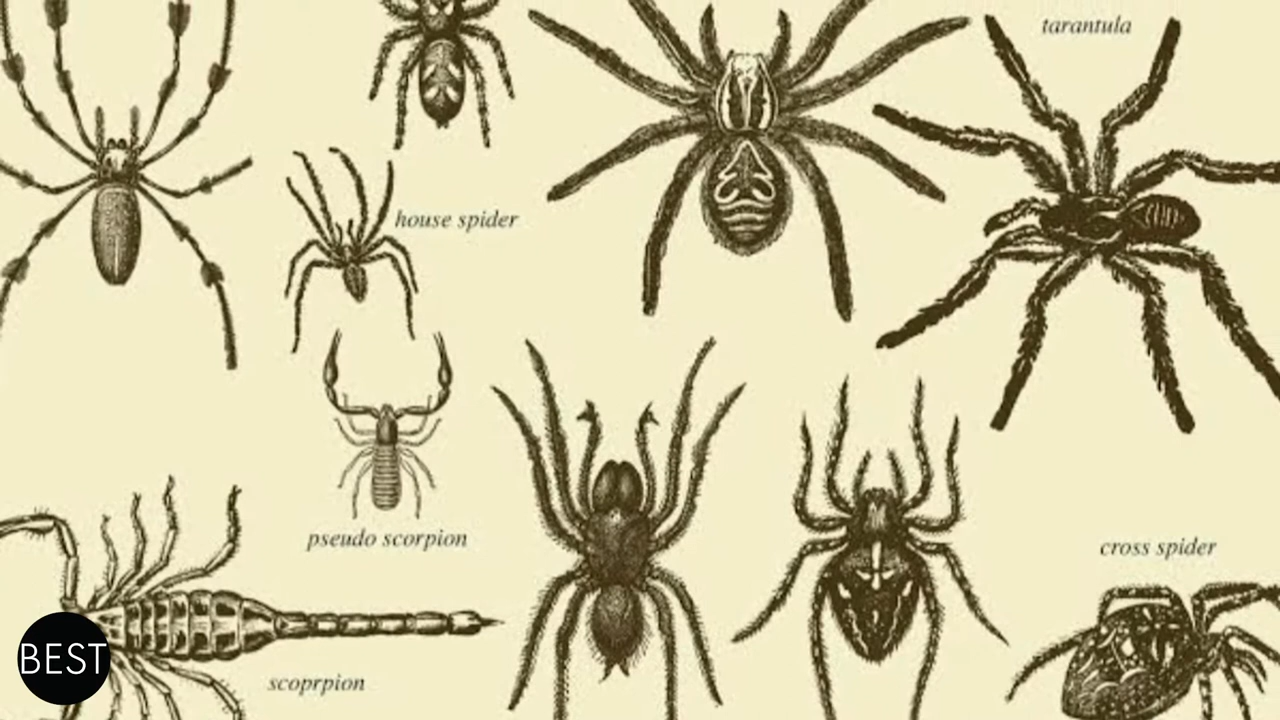 tarantula
house spider
pseudo scorpion
cross spider
BEST
scoprpion